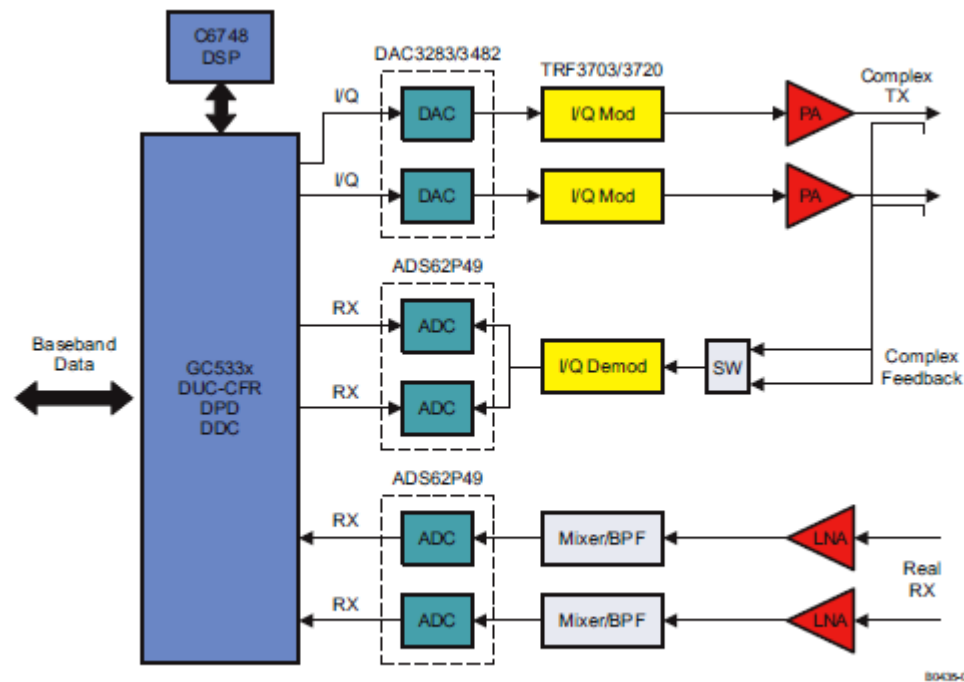 C6748
DSP
DAC3283/3482
TRF3703/3720
Complex
TX
I/Q
DAC
I/Q Mod
PA
I/Q
DAC
I/Q Mod
PA
ADS62P49
RX
ADC
Baseband
Data
GC533x
DUC-CFR
DPD
DDC
I/Q Demod
SW
Complex
Feedback
RX
ADC
ADS62P49
RX
ADC
Mixer/BPF
LNA
Real
RX
RX
ADC
Mixer/BPF
LNA